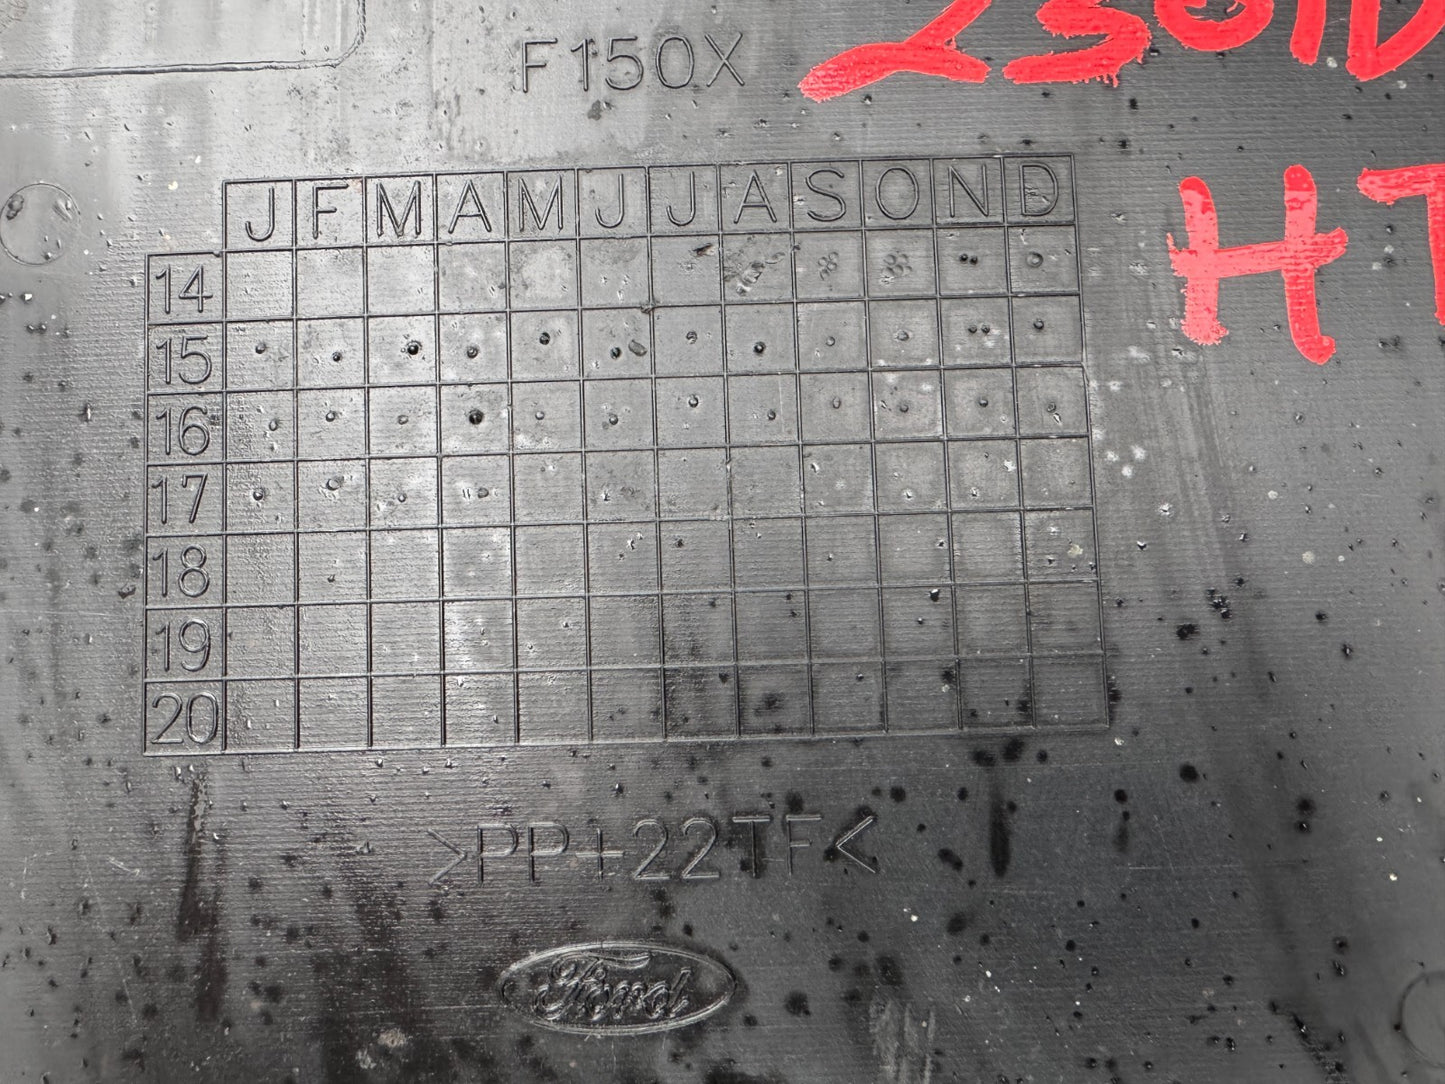 F150X
HT
J F M A M J J A S O N D
14
15
16
17
18
19
20
>PP+22TF<
Ford